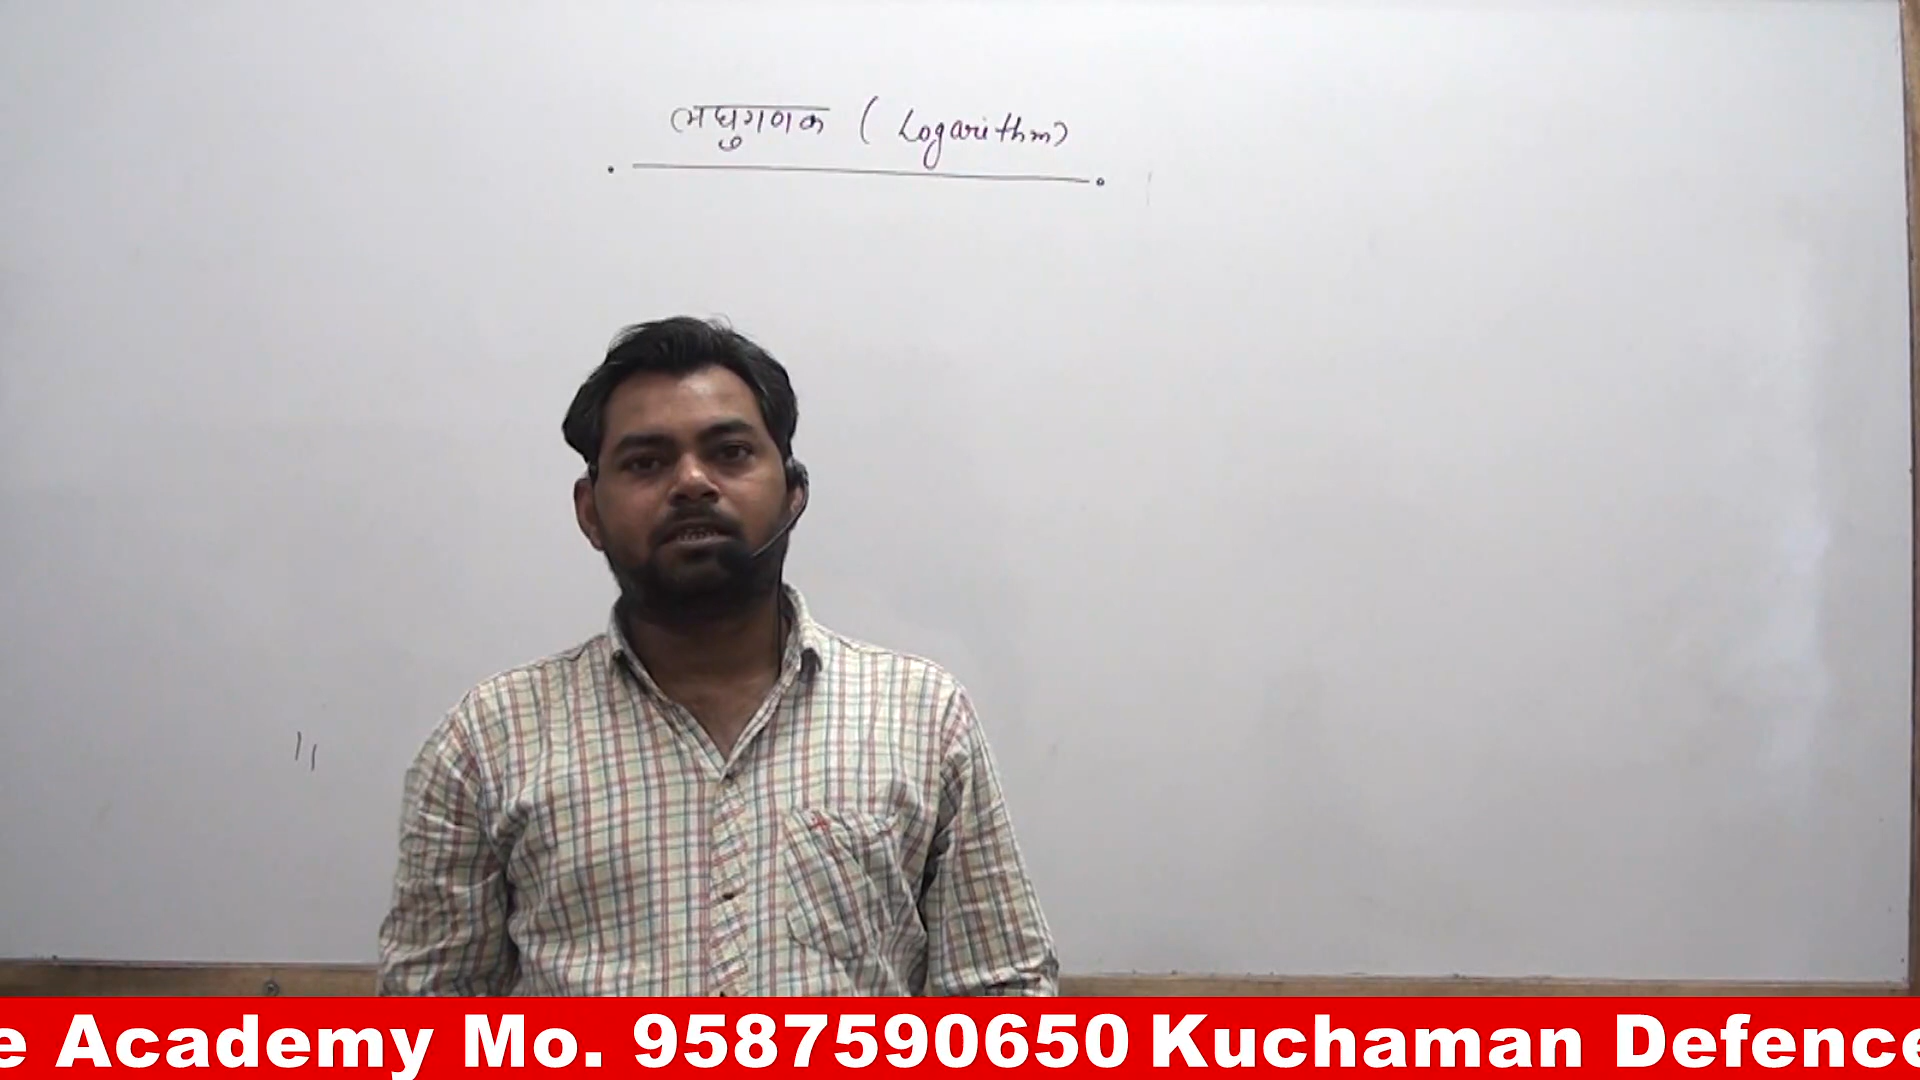 लघुगणक ( Logarithm)
e Academy Mo. 9587590650 Kuchaman Defence